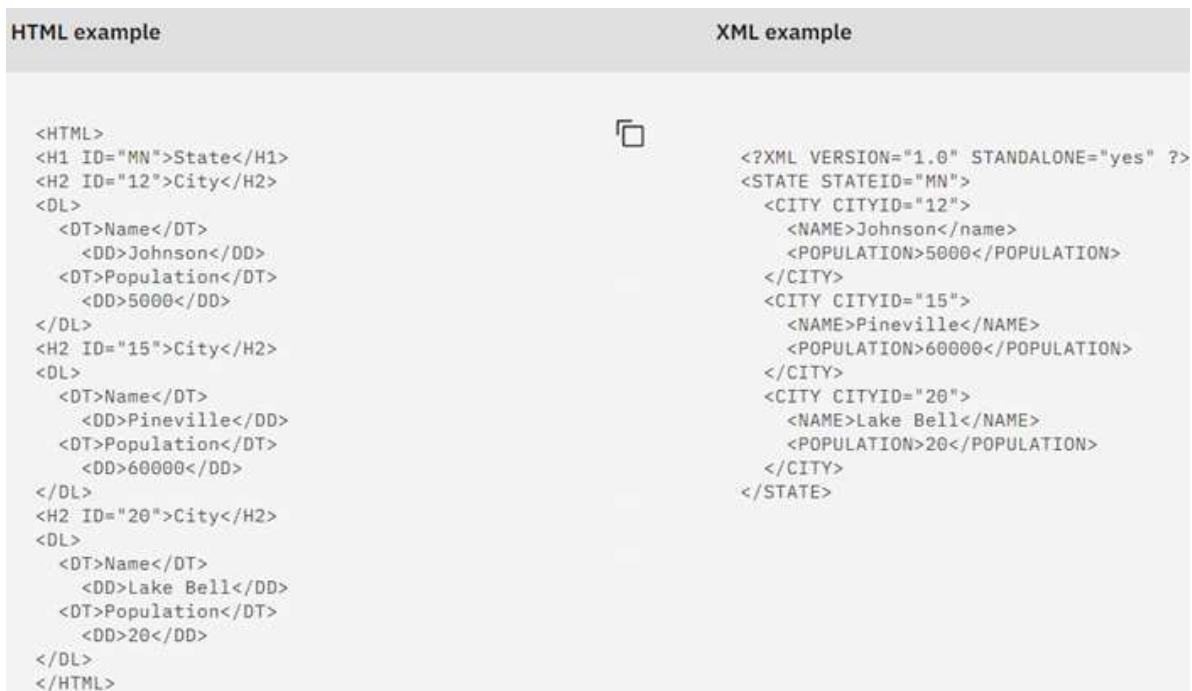 HTML example
XML example
<HTML>
<H1 ID="MN">State</H1>
<H2 ID="12">City</H2>
<DL>
<DT>Name</DT>
<DD>Johnson</DD>
<DT>Population</DT>
<DD>5000</DD>
</DL>
<H2 ID="15">City</H2>
<DL>
<DT>Name</DT>
<DD>Pineville</DD>
<DT>Population</DT>
<DD>60000</DD>
</DL>
<H2 ID="20">City</H2>
<DL>
<DT>Name</DT>
<DD>Lake Bell</DD>
<DT>Population</DT>
<DD>20</DD>
</DL>
</HTML>
<?XML VERSION="1.0" STANDALONE="yes" ?>
<STATE STATEID="MN">
<CITY CITYID="12">
<NAME>Johnson</name>
<POPULATION>5000</POPULATION>
</CITY>
<CITY CITYID="15">
<NAME>Pineville</NAME>
<POPULATION>60000</POPULATION>
</CITY>
<CITY CITYID="20">
<NAME>Lake Bell</NAME>
<POPULATION>20</POPULATION>
</CITY>
</STATE>